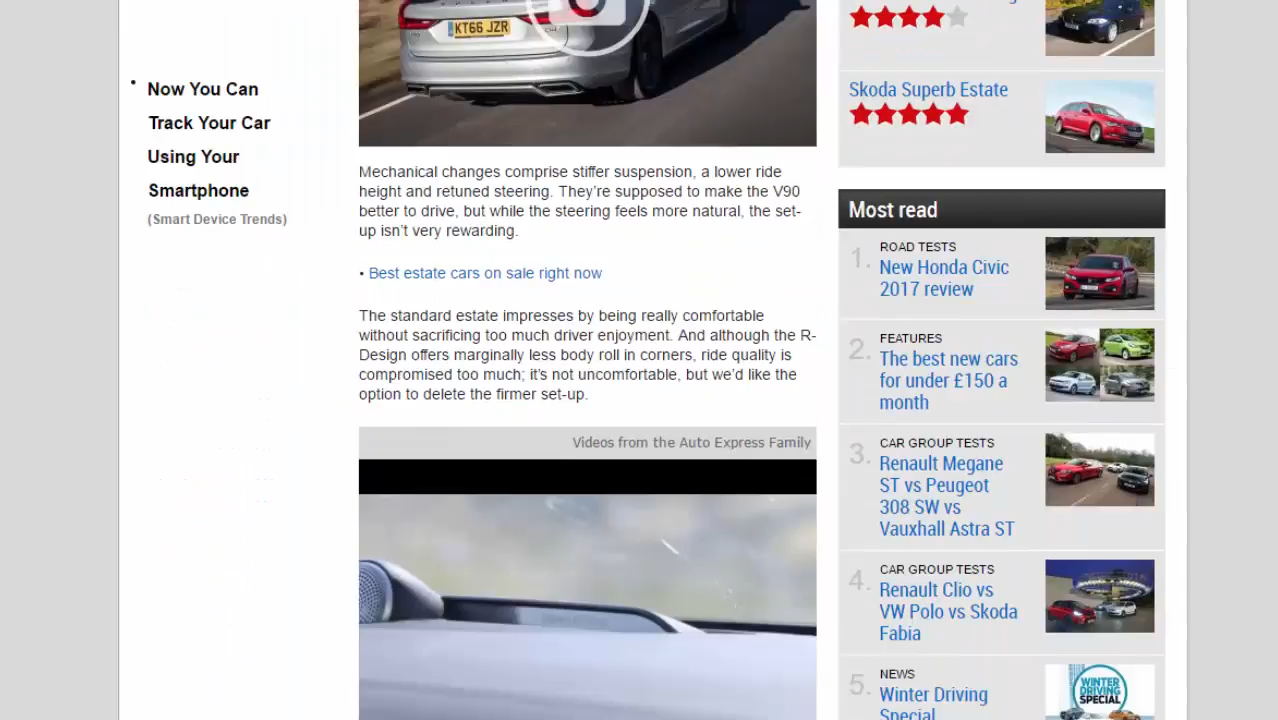 KT66 JZR
• Now You Can
Track Your Car
Using Your
Smartphone
(Smart Device Trends)
Mechanical changes comprise stiffer suspension, a lower ride
height and retuned steering. They’re supposed to make the V90
better to drive, but while the steering feels more natural, the set-
up isn’t very rewarding.
• Best estate cars on sale right now
The standard estate impresses by being really comfortable
without sacrificing too much driver enjoyment. And although the R-
Design offers marginally less body roll in corners, ride quality is
compromised too much; it’s not uncomfortable, but we’d like the
option to delete the firmer set-up.
Videos from the Auto Express Family
Skoda Superb Estate
Most read
1. ROAD TESTS
New Honda Civic
2017 review
2. FEATURES
The best new cars
for under £150 a
month
3. CAR GROUP TESTS
Renault Megane
ST vs Peugeot
308 SW vs
Vauxhall Astra ST
4. CAR GROUP TESTS
Renault Clio vs
VW Polo vs Skoda
Fabia
5. NEWS
Winter Driving
Special
WINTER
DRIVING
SPECIAL